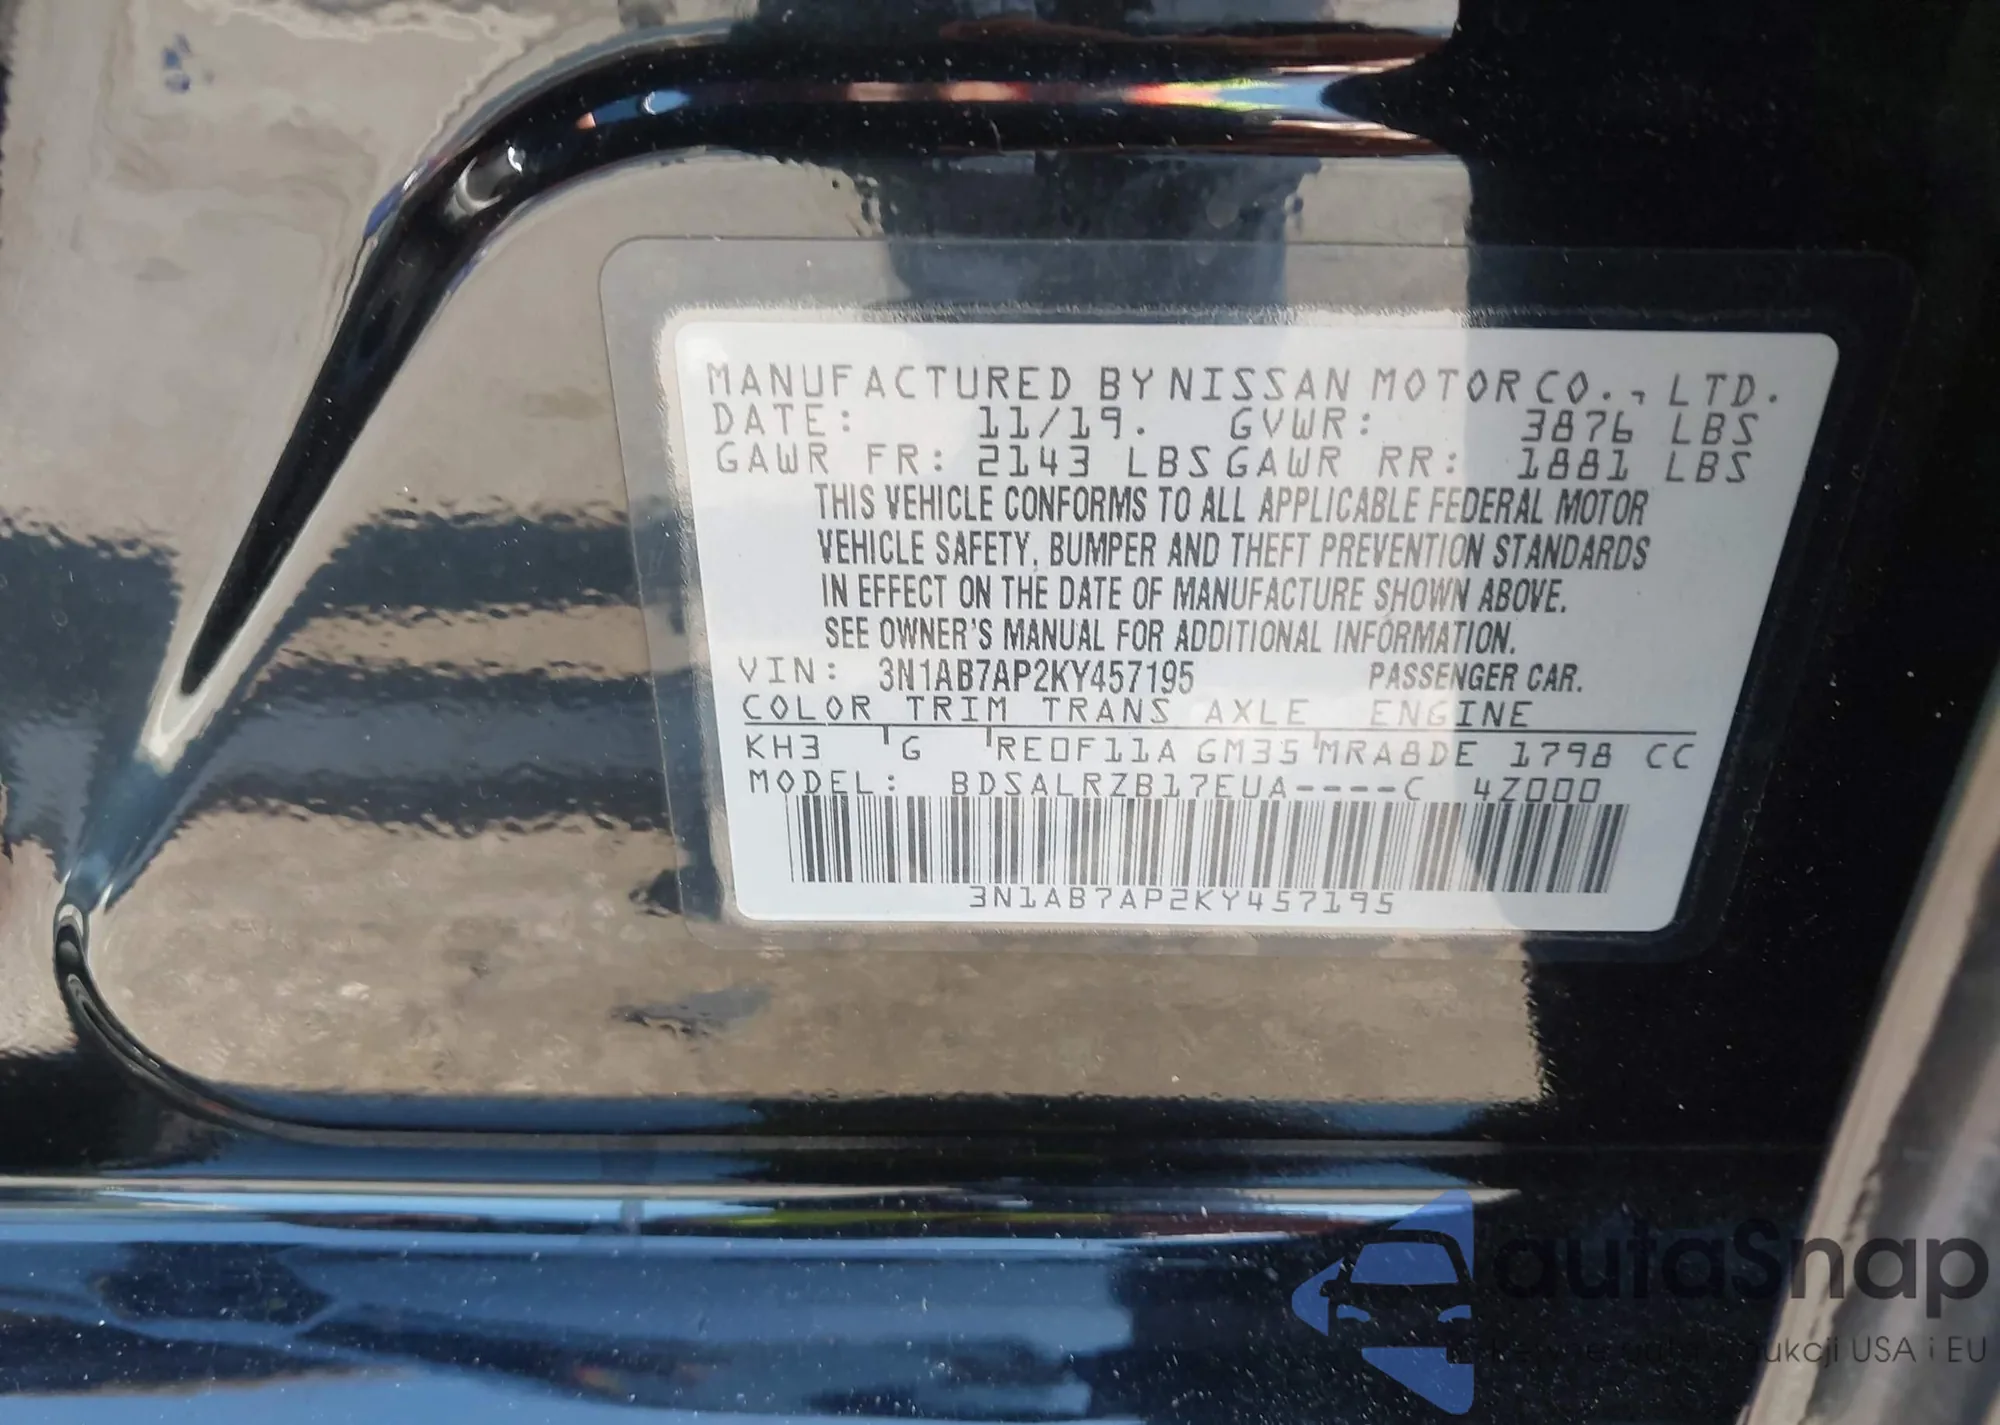 MANUFACTURED BY NISSAN MOTOR CO., LTD.
DATE: 11/19. GVWR: 3876 LBS
GAWR FR: 2143 LBS GAWR RR: 1881 LBS
THIS VEHICLE CONFORMS TO ALL APPLICABLE FEDERAL MOTOR
VEHICLE SAFETY, BUMPER AND THEFT PREVENTION STANDARDS
IN EFFECT ON THE DATE OF MANUFACTURE SHOWN ABOVE.
SEE OWNER'S MANUAL FOR ADDITIONAL INFORMATION.
VIN: 3N1AB7AP2KY457195 PASSENGER CAR.
COLOR TRIM TRANS AXLE ENGINE
KH3 G RE0F11A GM35 MRA8DE 1798 CC
MODEL: BDSALRZB17EUA----C 4Z000
3N1AB7AP2KY457195
autaSnap
USA i EU